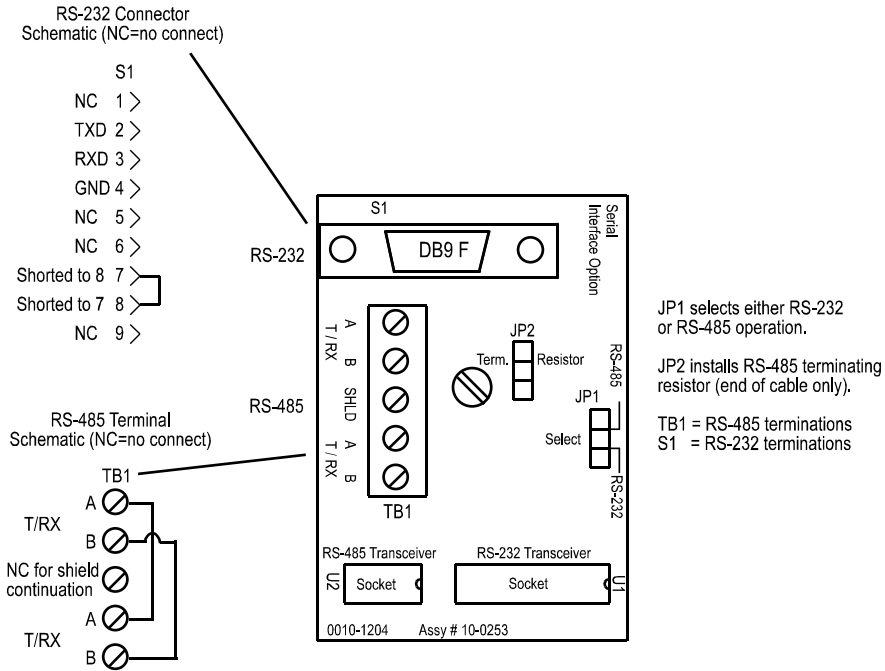 RS-232 Connector
Schematic (NC=no connect)
S1
NC 1
TXD 2
RXD 3
GND 4
NC 5
NC 6
Shorted to 8 7
Shorted to 7 8
NC 9
RS-485 Terminal
Schematic (NC=no connect)
TB1
A
T/RX
B
NC for shield
continuation
A
T/RX
B
RS-232
RS-485
S1
DB9 F
Serial
Interface Option
A
T / RX
B
SHLD
A
T / RX
B
TB1
JP2
Term. Resistor
JP1
Select
RS-485
RS-232
RS-485 Transceiver
U2
Socket
RS-232 Transceiver
Socket
U1
0010-1204 Assy # 10-0253
JP1 selects either RS-232
or RS-485 operation.
JP2 installs RS-485 terminating
resistor (end of cable only).
TB1 = RS-485 terminations
S1 = RS-232 terminations